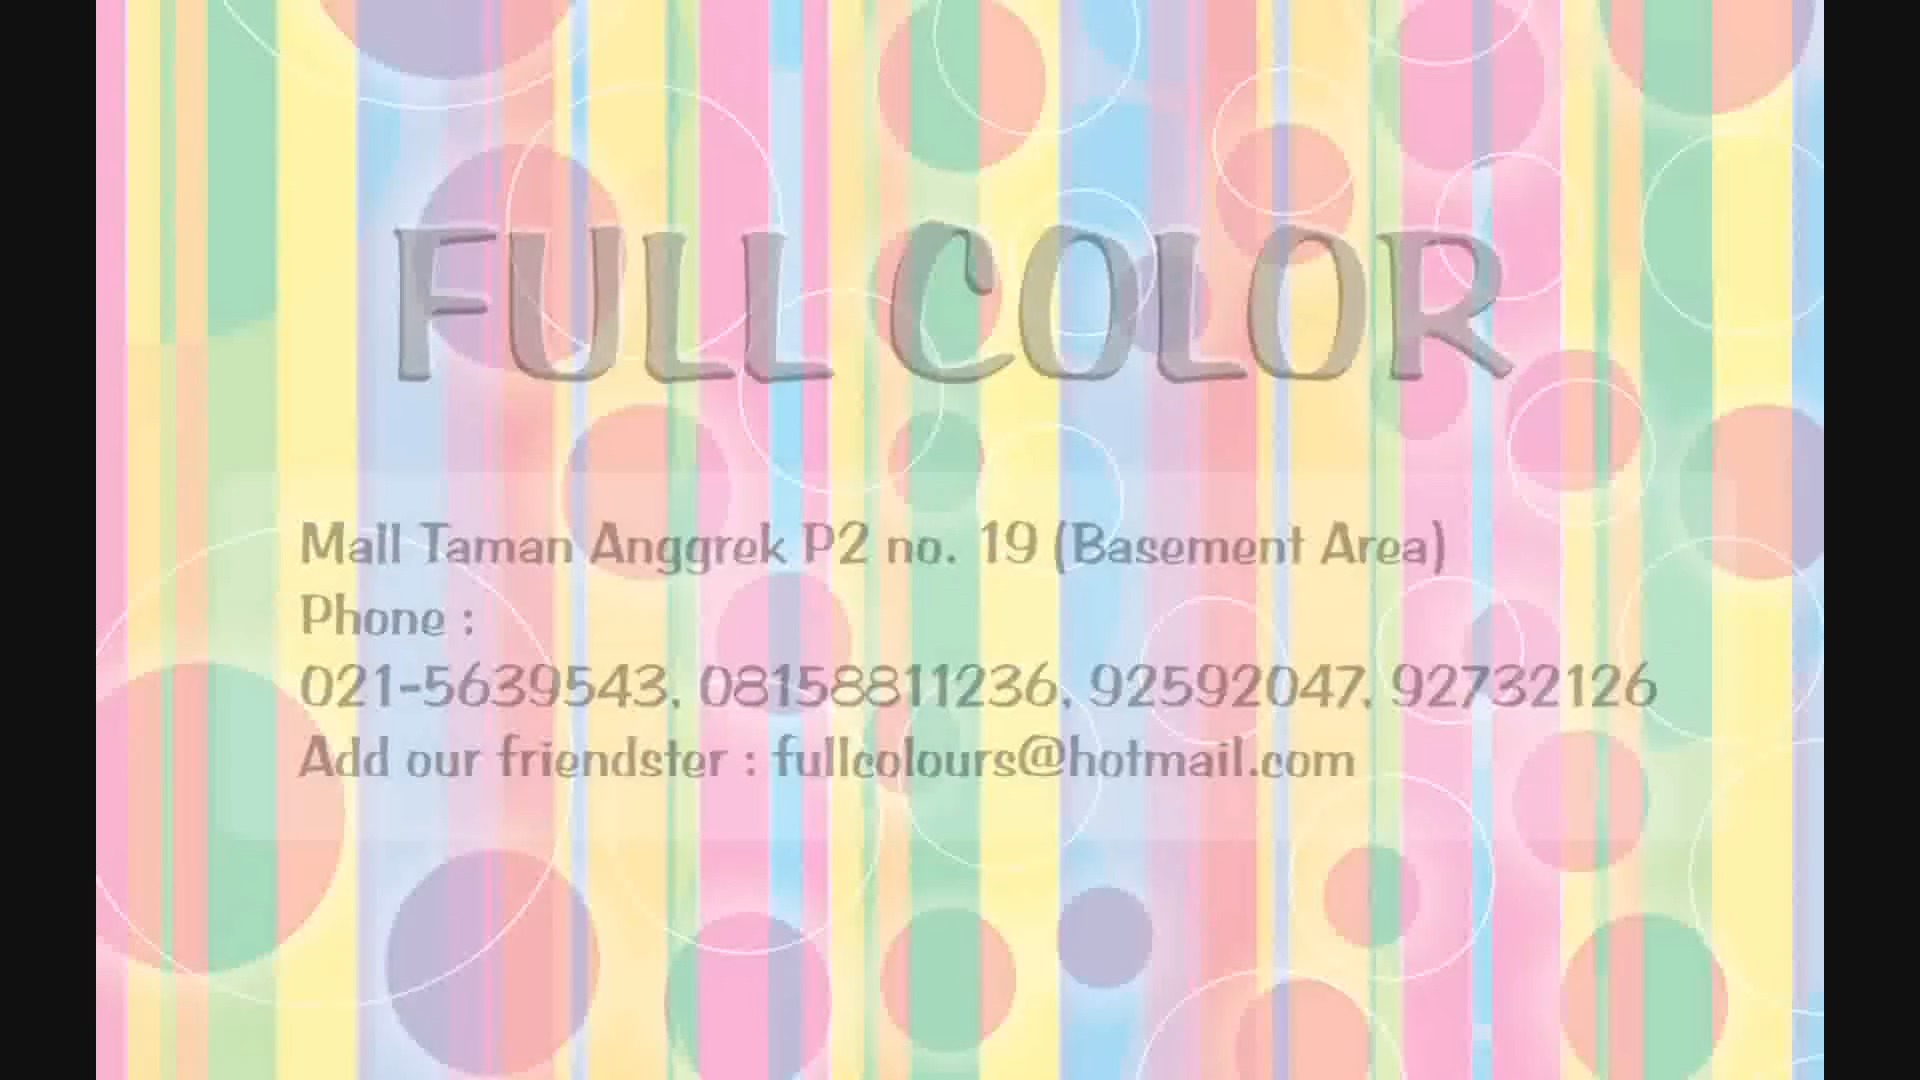 FULL COLOR
Mall Taman Anggrek P2 no. 19 (Basement Area)
Phone :
021-5639543, 08158811236, 92592047, 92732126
Add our friendster : fullcolours@hotmail.com